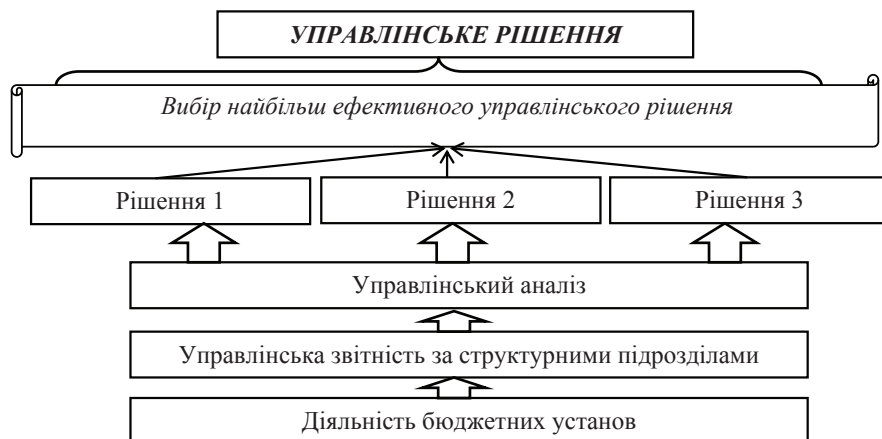 УПРАВЛІНСЬКЕ РІШЕННЯ
Вибір найбільш ефективного управлінського рішення
Рішення 1
Рішення 2
Рішення 3
Управлінський аналіз
Управлінська звітність за структурними підрозділами
Діяльність бюджетних установ